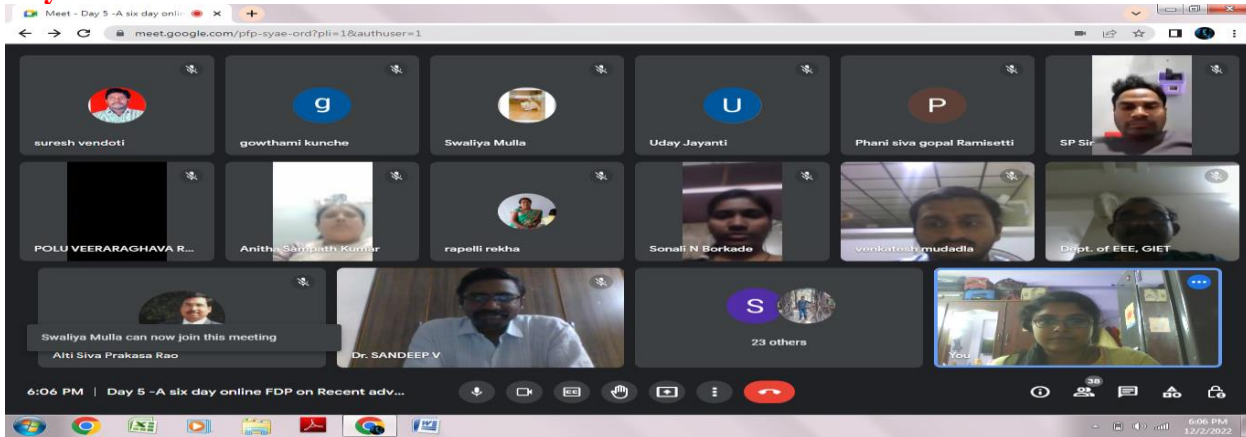 Meet - Day 5 -A six day onlin
meet.google.com/pfp-syae-ord?pli=1&authuser=1
suresh vendoti
g
gowthami kunche
Swaliya Mulla
U
Uday Jayanti
P
Phani siva gopal Ramisetti
SP Sir
POLU VEERARAGHAVA R...
Anitha Sampath Kumar
rapelli rekha
Sonali N Borkade
venkatesh mudadla
Dept. of EEE, GIET
Swaliya Mulla can now join this meeting
Alti Siva Prakasa Rao
Dr. SANDEEP V
S
23 others
You
6:06 PM | Day 5 -A six day online FDP on Recent adv...
38
6:06 PM
12/2/2022